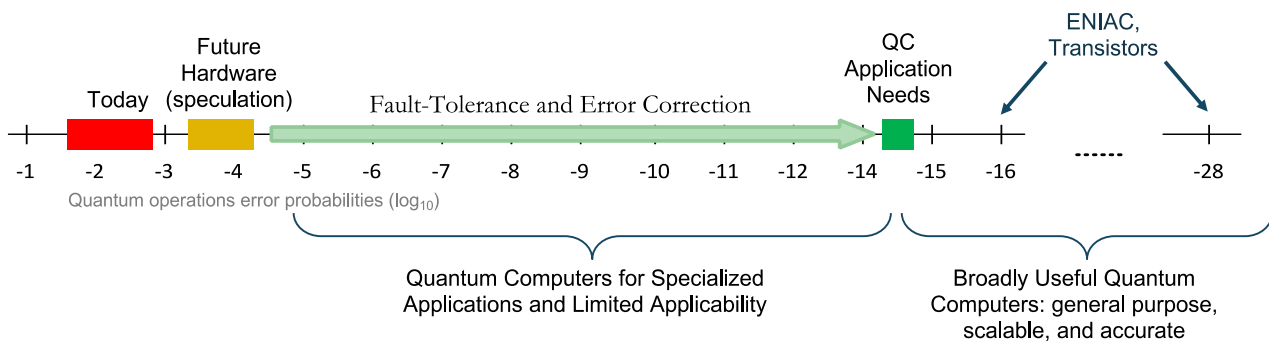 ENIAC,
Transistors
Future
Hardware
(speculation)
QC
Application
Needs
Today
Fault-Tolerance and Error Correction
-1 -2 -3 -4 -5 -6 -7 -8 -9 -10 -11 -12 -14 -15 -16 ........ -28
Quantum operations error probabilities (log10)
Quantum Computers for Specialized
Applications and Limited Applicability
Broadly Useful Quantum
Computers: general purpose,
scalable, and accurate